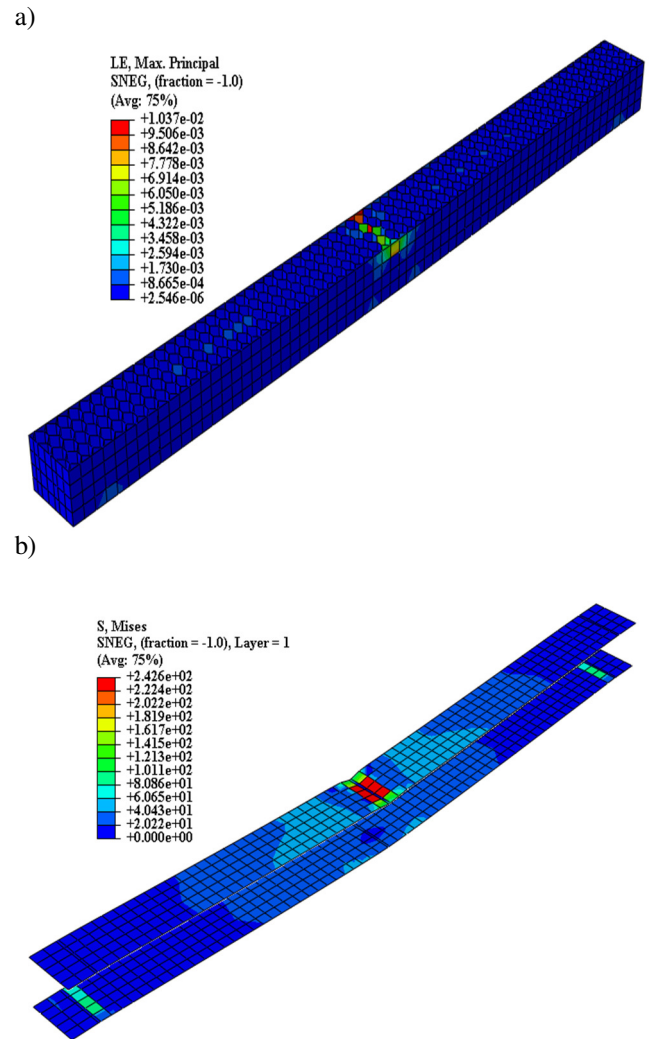 a)
LE, Max. Principal
SNEG, (fraction = -1.0)
(Avg: 75%)
+1.037e-02
+9.506e-03
+8.642e-03
+7.778e-03
+6.914e-03
+6.050e-03
+5.186e-03
+4.322e-03
+3.458e-03
+2.594e-03
+1.730e-03
+8.665e-04
+2.546e-06
b)
S, Mises
SNEG, (fraction = -1.0), Layer = 1
(Avg: 75%)
+2.426e+02
+2.224e+02
+2.022e+02
+1.819e+02
+1.617e+02
+1.415e+02
+1.213e+02
+1.011e+02
+8.086e+01
+6.065e+01
+4.043e+01
+2.022e+01
+0.000e+00